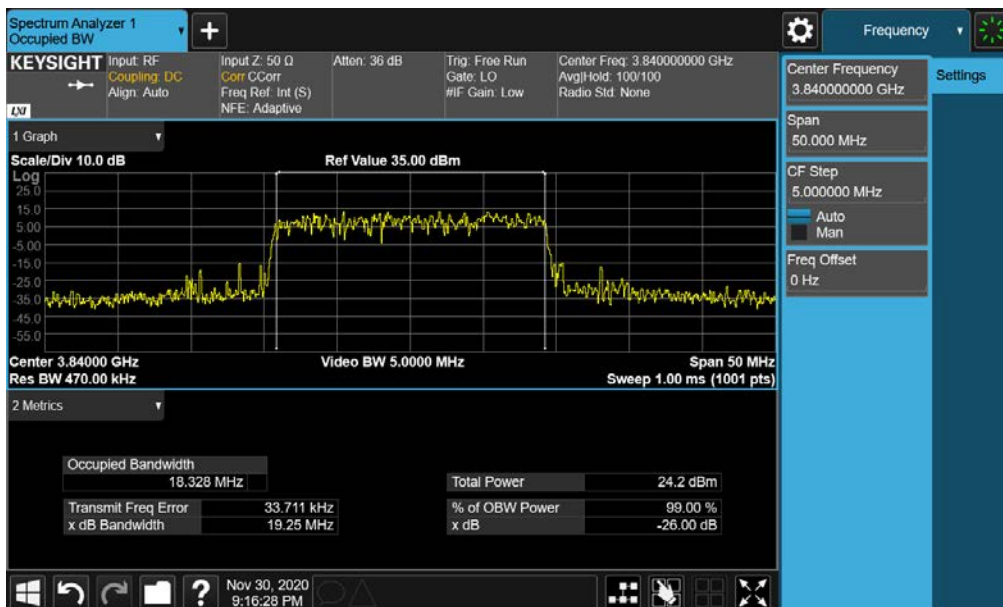 Spectrum Analyzer 1
Occupied BW
+
Frequency
KEYSIGHT
LXI
Input: RF
Coupling: DC
Align: Auto
Input Z: 50 Ω
Corr CCorr
Freq Ref: Int (S)
NFE: Adaptive
Atten: 36 dB
Trig: Free Run
Gate: LO
#IF Gain: Low
Center Freq: 3.840000000 GHz
Avg|Hold: 100/100
Radio Std: None
Center Frequency
3.840000000 GHz
Settings
Span
50.000 MHz
CF Step
5.000000 MHz
Auto
Man
Freq Offset
0 Hz
1 Graph
Scale/Div 10.0 dB
Ref Value 35.00 dBm
Log
25.0
15.0
5.00
-5.00
-15.0
-25.0
-35.0
-45.0
-55.0
Center 3.84000 GHz
Video BW 5.0000 MHz
Span 50 MHz
Res BW 470.00 kHz
Sweep 1.00 ms (1001 pts)
2 Metrics
Occupied Bandwidth
18.328 MHz
Total Power 24.2 dBm
Transmit Freq Error 33.711 kHz
% of OBW Power 99.00 %
x dB Bandwidth 19.25 MHz
x dB -26.00 dB
?
Nov 30, 2020
9:16:28 PM